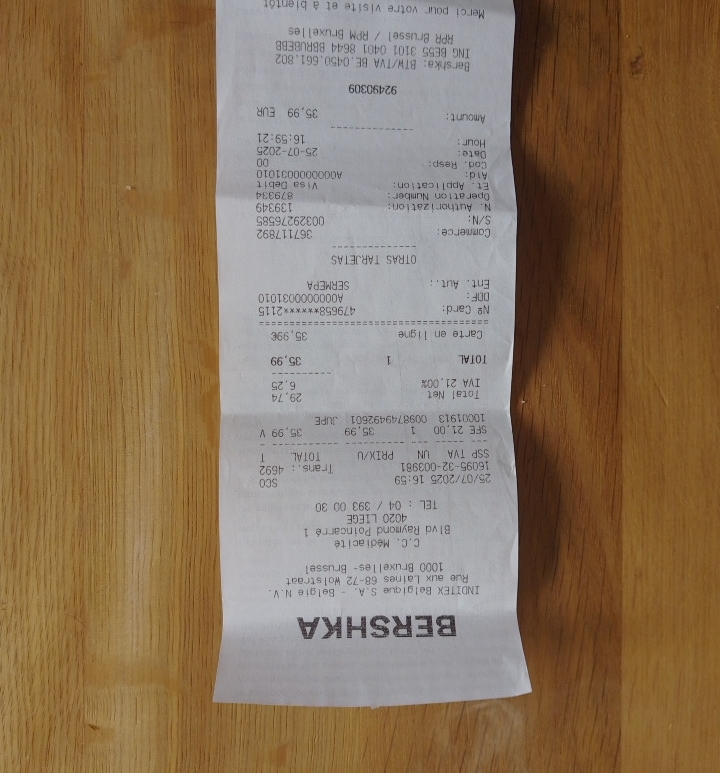 BERSHKA
INDITEX Belgique S.A. - Belgie N.V.
Rue aux Laines 68-72 Wolstraat
1000 Bruxelles- Brussel
C.C. Médiacité
Blvd Raymond Poincarré 1
4020 LIEGE
TEL : 04 / 393 00 30
25/07/2025 16:59 SCO
16095-32-003981 Trans.: 4692
SSP TVA UN PRIX/U TOTAL T
SFE 21,00 1 35,99 35,99 V
10001913 00987492601 JUPE
Total Net 29,74
IVA 21,00% 6,25
TOTAL 1 35,99
Carte en ligne 35,99€
Nº Card: 479658******2115
DDF: A0000000031010
Ent. Aut.: SERMEPA
OTRAS TARJETAS
Commerce: 367117892
S/N: 00329276585
N. Authorization: 139349
Operation Number: 879334
Et. Application: Visa Debit
Aid: A0000000031010
Cod. Resp: 00
Date: 25-07-2025
Hour: 16:59:21
Amount: 35,99 EUR
92490309
Bershka: BTW/TVA BE.0450.661.802
ING BE55 3101 0401 8644 BBRUBEBB
RPR Brussel / RPM Bruxelles
Merci pour votre visite et à bientôt